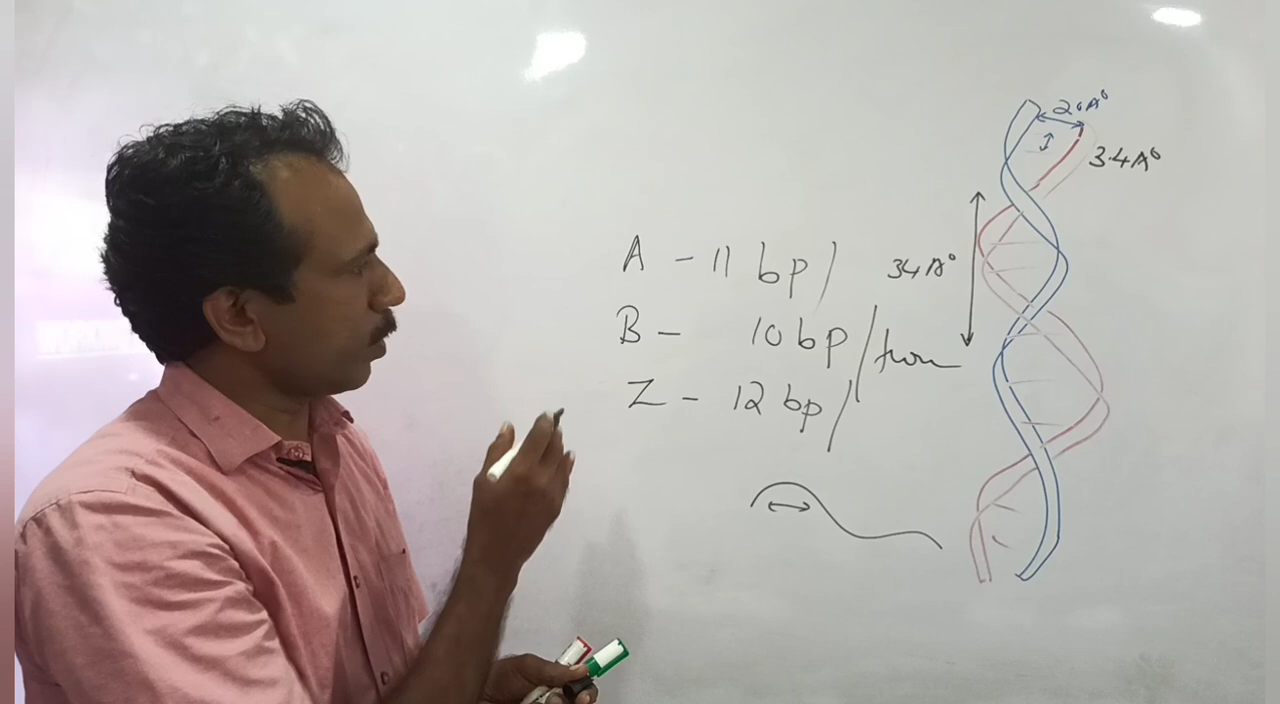 20A°
3.4A°
34A°
A - 11 bp/
B - 10 bp/turn
Z - 12 bp/